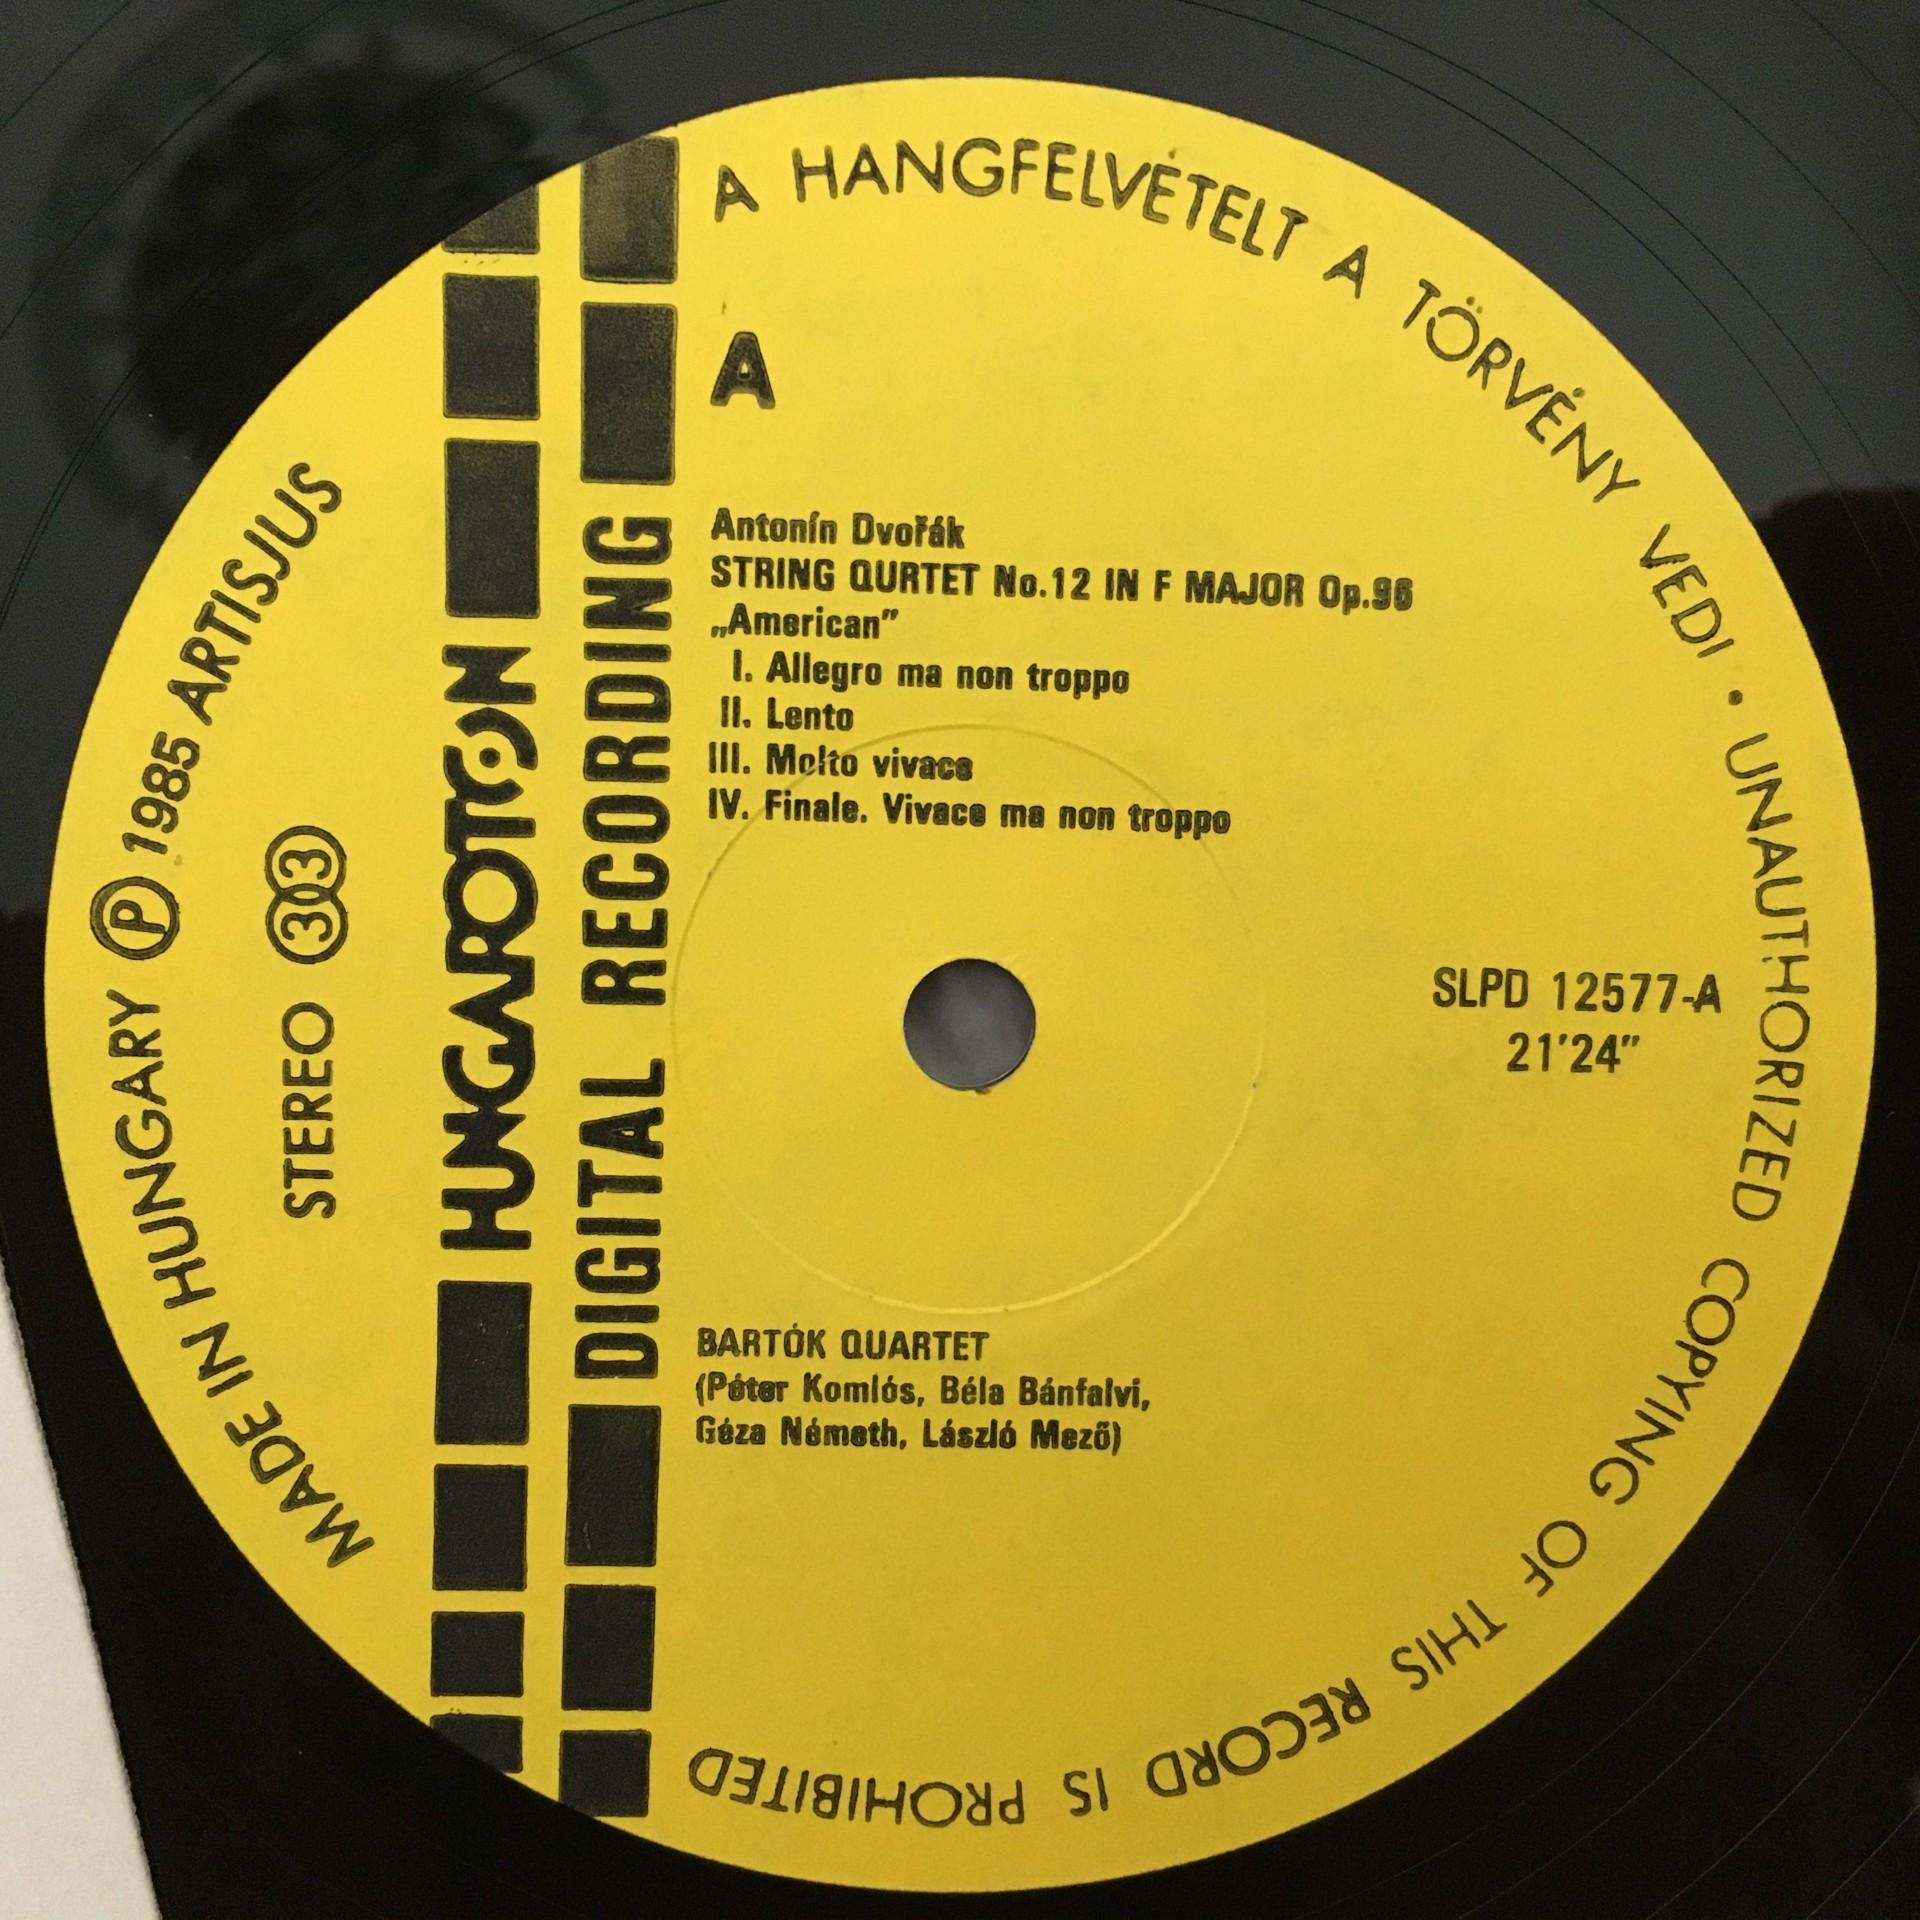 A HANGFELVÉTELT A TÖRVÉNY VÉDI • UNAUTHORIZED COPYING OF THIS RECORD IS PROHIBITED
MADE IN HUNGARY Ⓟ 1985 ARTISJUS
STEREO 33
HUNGAROTON
DIGITAL RECORDING
A
Antonín Dvořák
STRING QURTET No.12 IN F MAJOR Op.96
„American”
I. Allegro ma non troppo
II. Lento
III. Molto vivace
IV. Finale. Vivace ma non troppo
SLPD 12577-A
21'24”
BARTÓK QUARTET
(Péter Komlós, Béla Bánfalvi,
Géza Németh, László Mező)